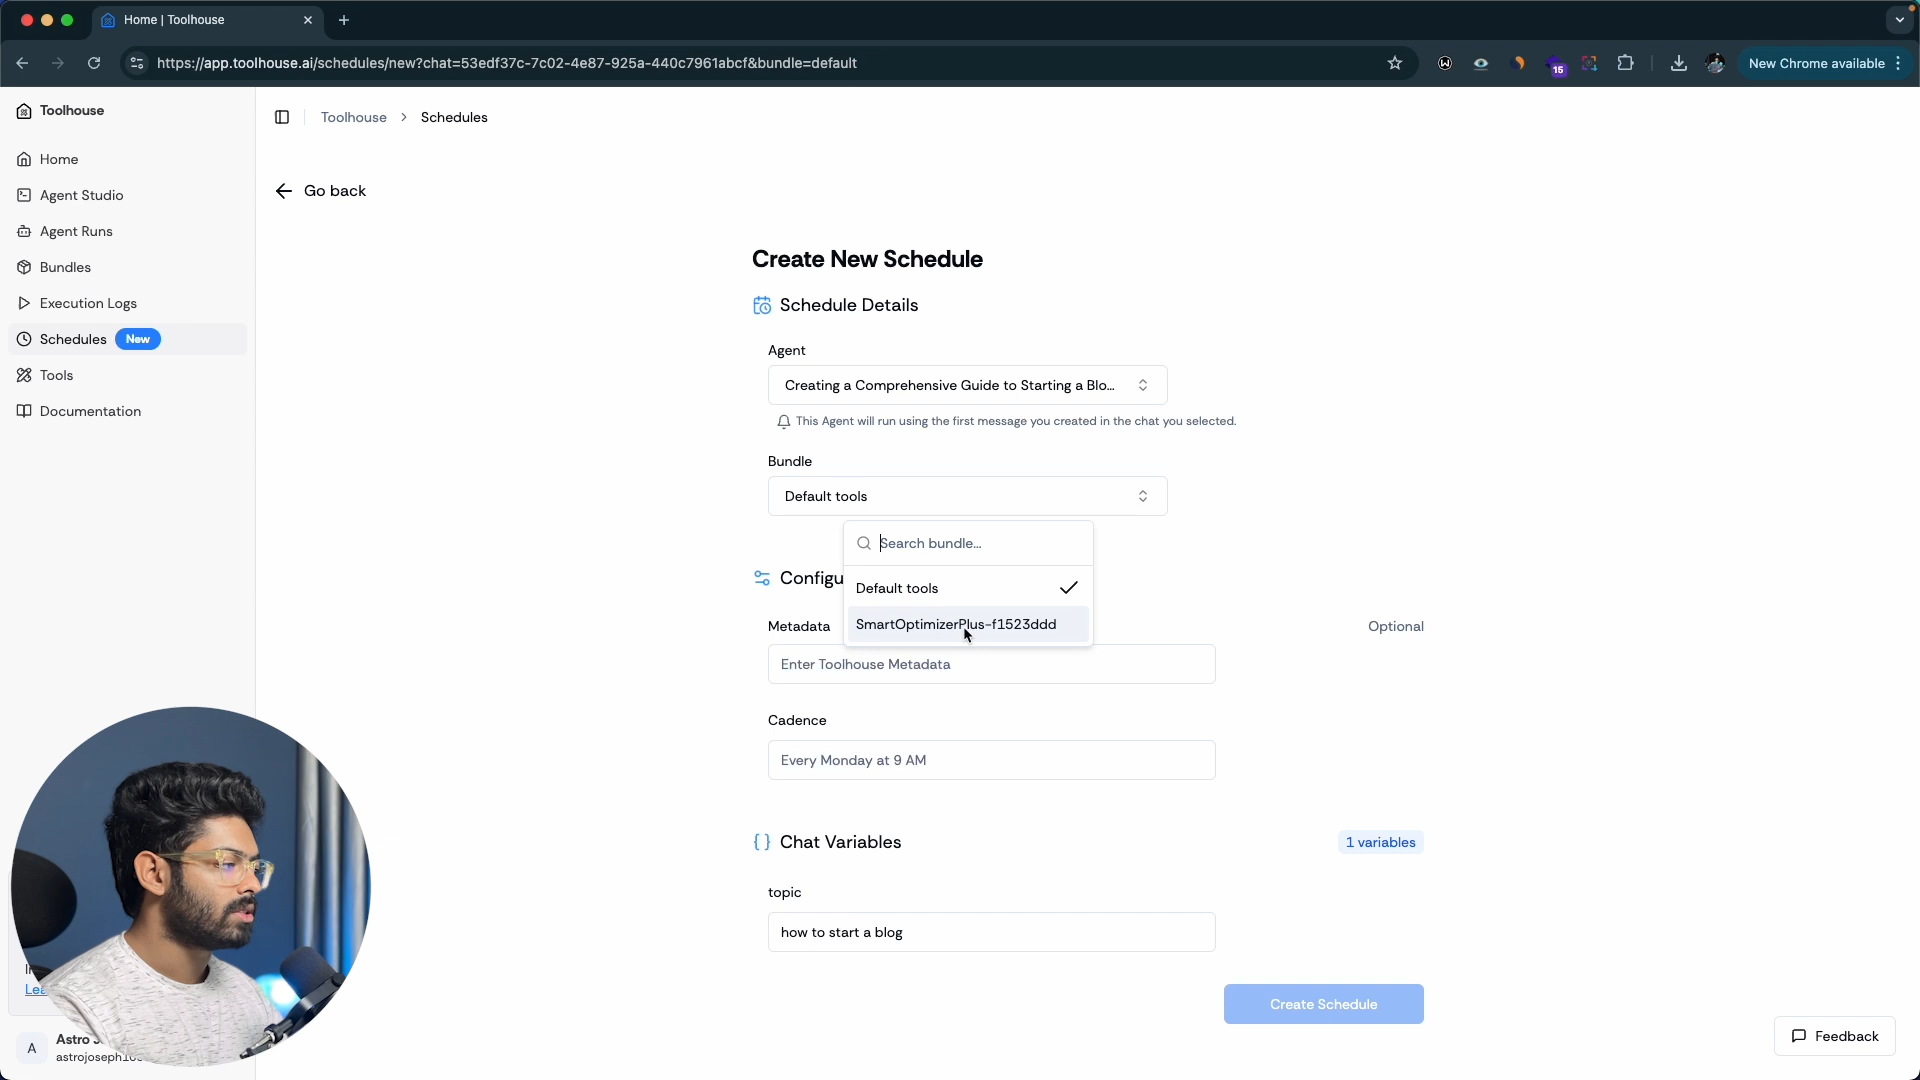 Home | Toolhouse
https://app.toolhouse.ai/schedules/new?chat=53edf37c-7c02-4e87-925a-440c7961abcf&bundle=default
15
New Chrome available
Toolhouse
Home
Agent Studio
Agent Runs
Bundles
Execution Logs
Schedules New
Tools
Documentation
Toolhouse > Schedules
Go back
Create New Schedule
Schedule Details
Agent
Creating a Comprehensive Guide to Starting a Blo...
This Agent will run using the first message you created in the chat you selected.
Bundle
Default tools
Search bundle...
Default tools
SmartOptimizerPlus-f1523ddd
Configu
Metadata
Optional
Enter Toolhouse Metadata
Cadence
Every Monday at 9 AM
Chat Variables
1 variables
topic
how to start a blog
Create Schedule
Feedback
A
Astro